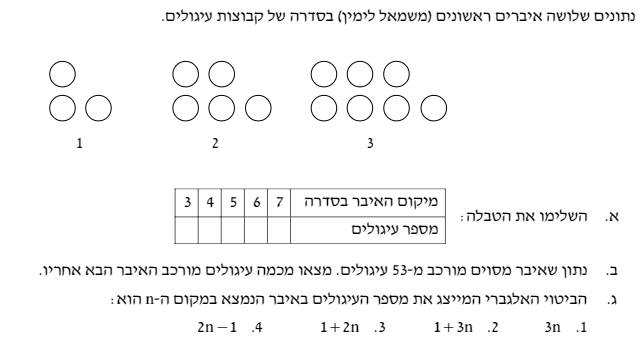 נתונים שלושה איברים ראשונים (משמאל לימין) בסדרה של קבוצות עיגולים.
1 2 3
א. השלימו את הטבלה:
מיקום האיבר בסדרה 7 6 5 4 3
מספר עיגולים
ב. נתון שאיבר מסוים מורכב מ-53 עיגולים. מצאו מכמה עיגולים מורכב האיבר הבא אחריו.
ג. הביטוי האלגברי המייצג את מספר העיגולים באיבר הנמצא במקום ה-n הוא:
1. 3n 2. 1+3n 3. 1+2n 4. 2n−1